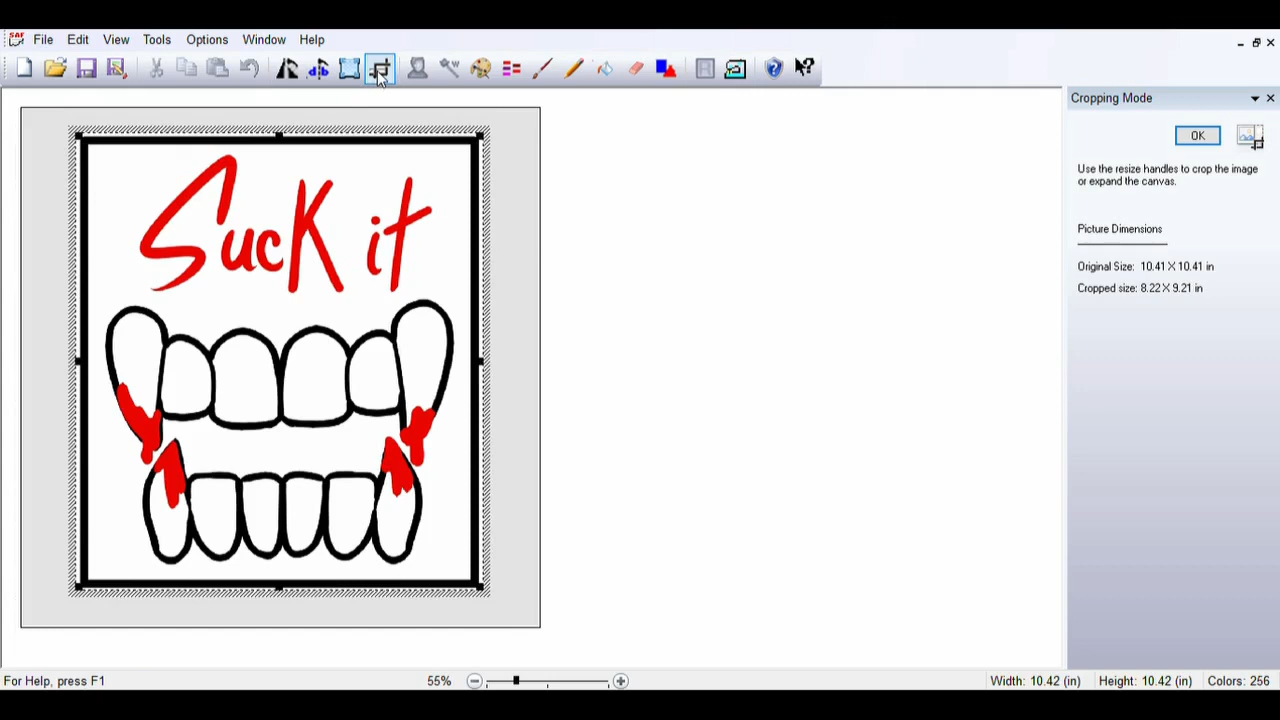 File Edit View Tools Options Window Help
Cropping Mode
OK
Use the resize handles to crop the image
or expand the canvas.
Picture Dimensions
Original Size: 10.41 X 10.41 in
Cropped size: 8.22 X 9.21 in
Suck it
For Help, press F1
55%
Width: 10.42 (in)
Height: 10.42 (in)
Colors: 256